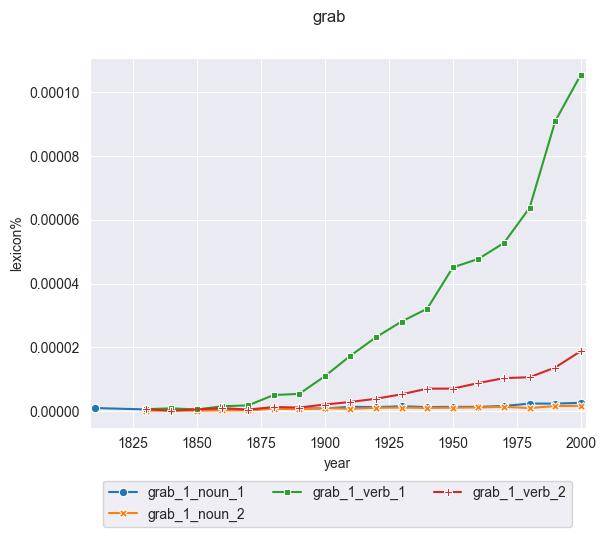 grab
0.00010
0.00008
0.00006
0.00004
0.00002
0.00000
lexicon%
1825 1850 1875 1900 1925 1950 1975 2000
year
grab_1_noun_1 grab_1_verb_1 grab_1_verb_2
grab_1_noun_2